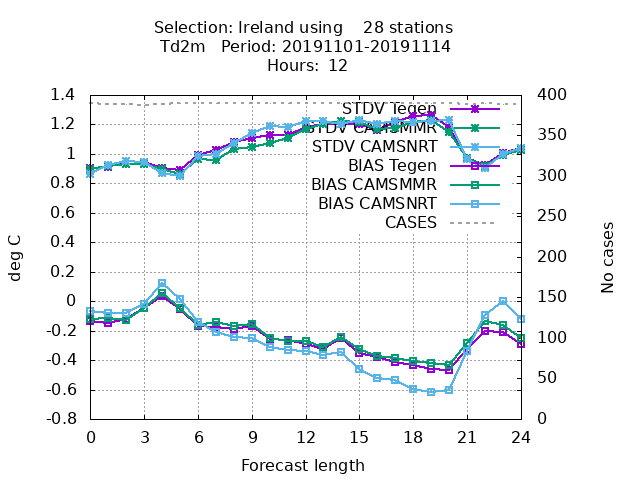 Selection: Ireland using    28 stations
Td2m   Period: 20191101-20191114
Hours: 12
1.4
1.2
1
0.8
0.6
0.4
0.2
0
-0.2
-0.4
-0.6
-0.8
deg C
400
350
300
250
200
150
100
50
0
No cases
STDV Tegen
STDV CAMSMMR
STDV CAMSNRT
BIAS Tegen
BIAS CAMSMMR
BIAS CAMSNRT
CASES
0 3 6 9 12 15 18 21 24
Forecast length